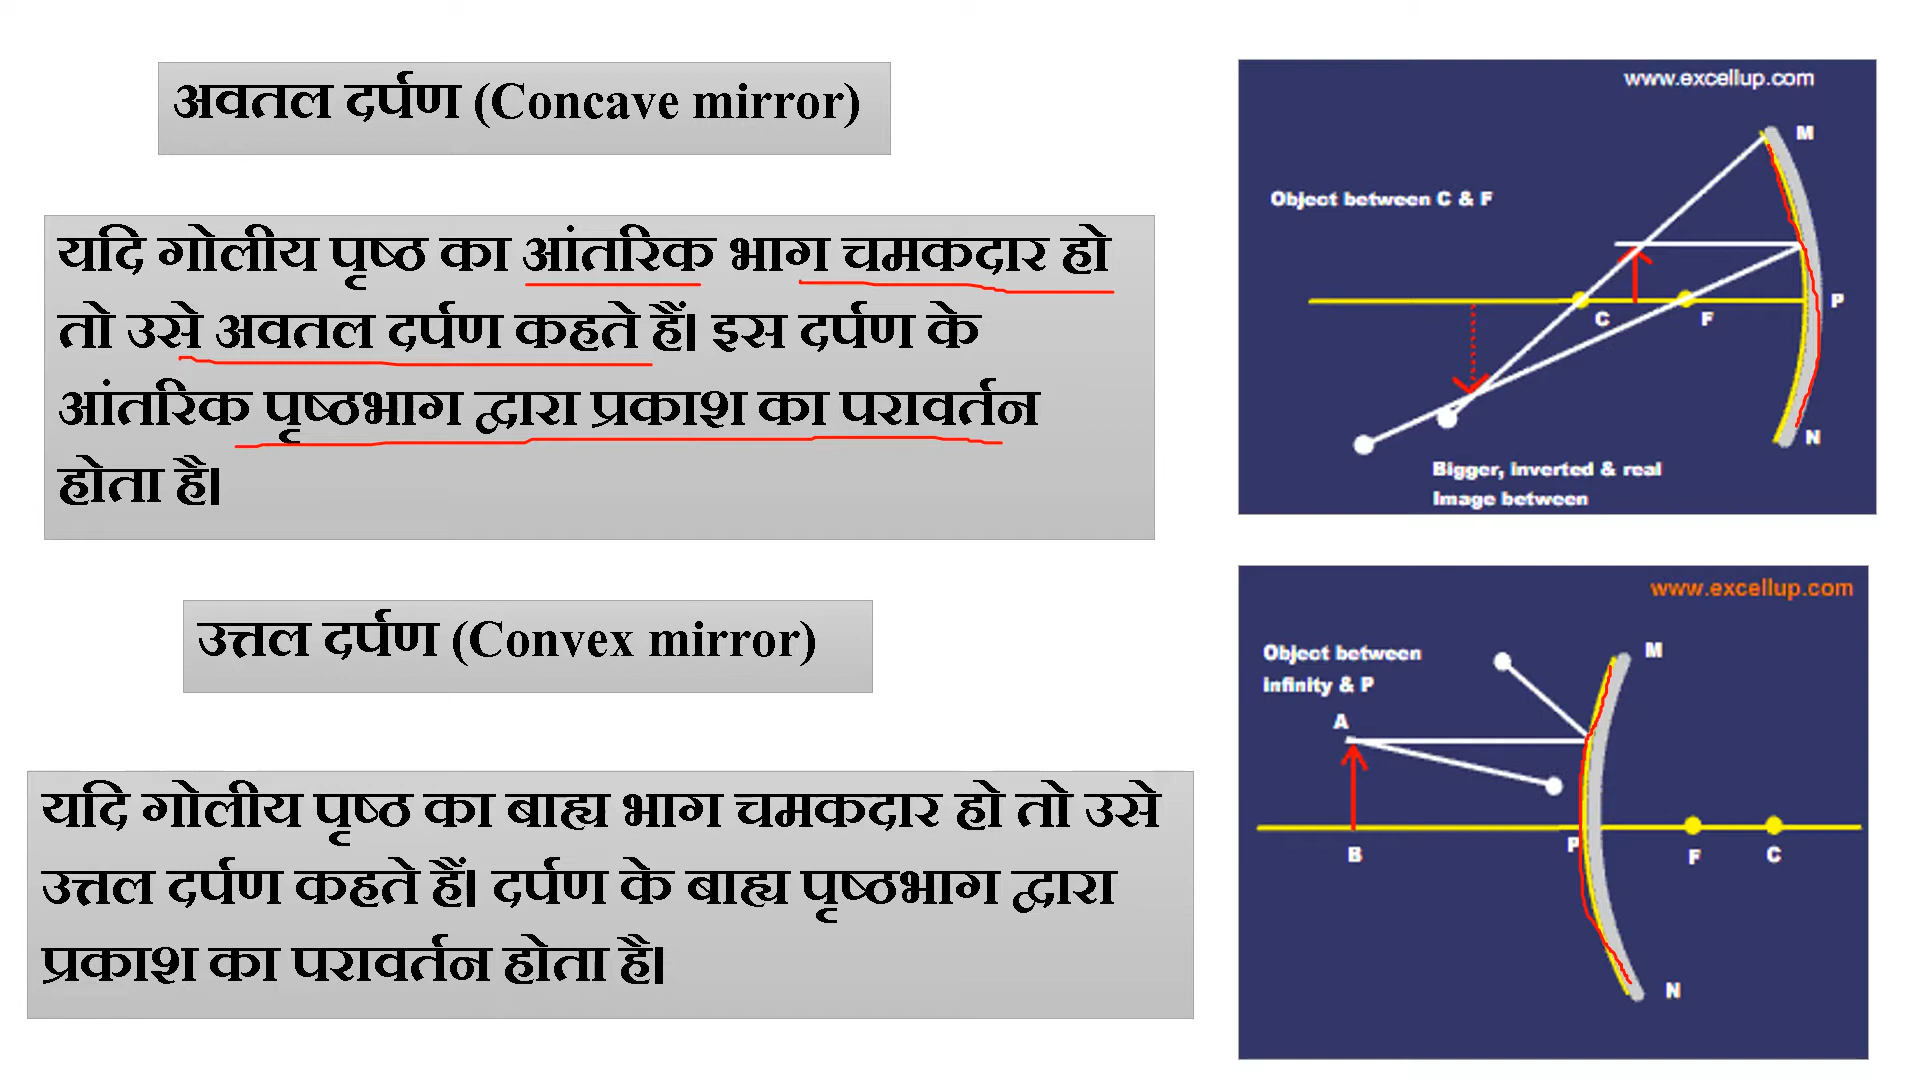 अवतल दर्पण (Concave mirror)
यदि गोलीय पृष्ठ का आंतरिक भाग चमकदार हो
तो उसे अवतल दर्पण कहते हैं। इस दर्पण के
आंतरिक पृष्ठभाग द्वारा प्रकाश का परावर्तन
होता है।
www.excellup.com
M
Object between C & F
C
F
P
N
Bigger, inverted & real
Image between
उत्तल दर्पण (Convex mirror)
यदि गोलीय पृष्ठ का बाह्य भाग चमकदार हो तो उसे
उत्तल दर्पण कहते हैं। दर्पण के बाह्य पृष्ठभाग द्वारा
प्रकाश का परावर्तन होता है।
www.excellup.com
Object between
infinity & P
M
A
B
P
F
C
N